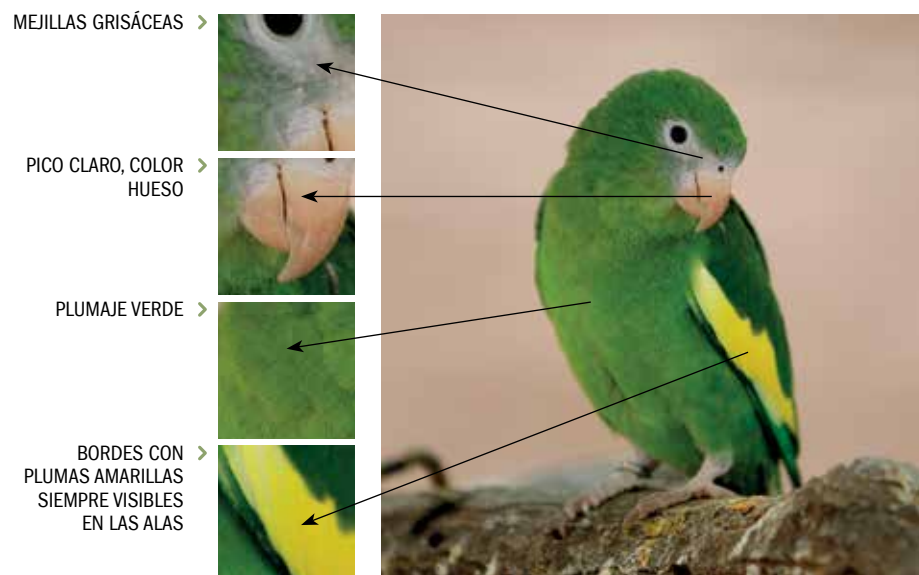 MEJILLAS GRISÁCEAS >
PICO CLARO, COLOR >
HUESO
PLUMAJE VERDE >
BORDES CON >
PLUMAS AMARILLAS
SIEMPRE VISIBLES
EN LAS ALAS